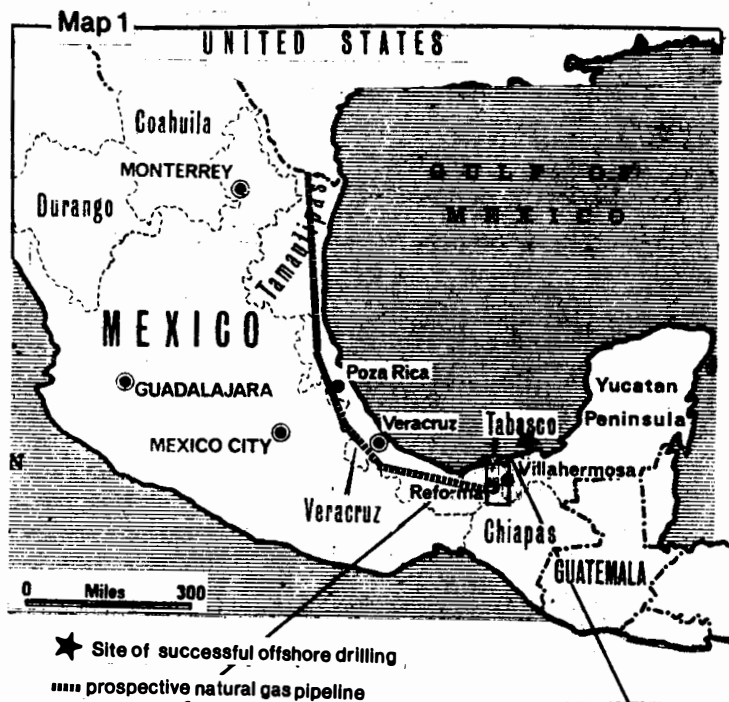 Map 1
UNITED STATES
Coahuila
MONTERREY
Durango
Tamaulipas
GULF OF
MEXICO
MEXICO
Poza Rica
GUADALAJARA
Yucatan
Peninsula
Veracruz
Tabasco
MEXICO CITY
Villahermosa
Reforma
Veracruz
Chiapas
GUATEMALA
0 Miles 300
Site of successful offshore drilling
prospective natural gas pipeline